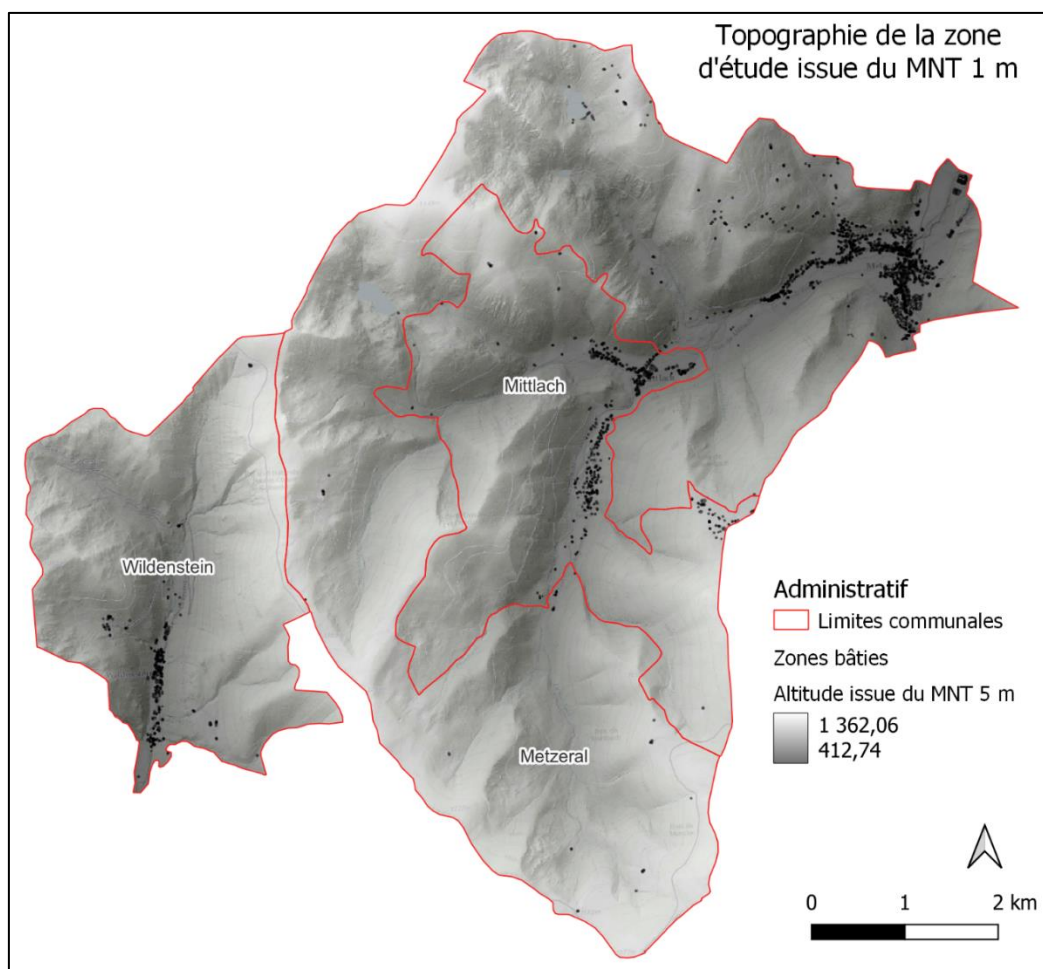 Topographie de la zone
d'étude issue du MNT 1 m
Mittlach
Wildenstein
Metzeral
Administratif
Limites communales
Zones bâties
Altitude issue du MNT 5 m
1 362,06
412,74
0 1 2 km